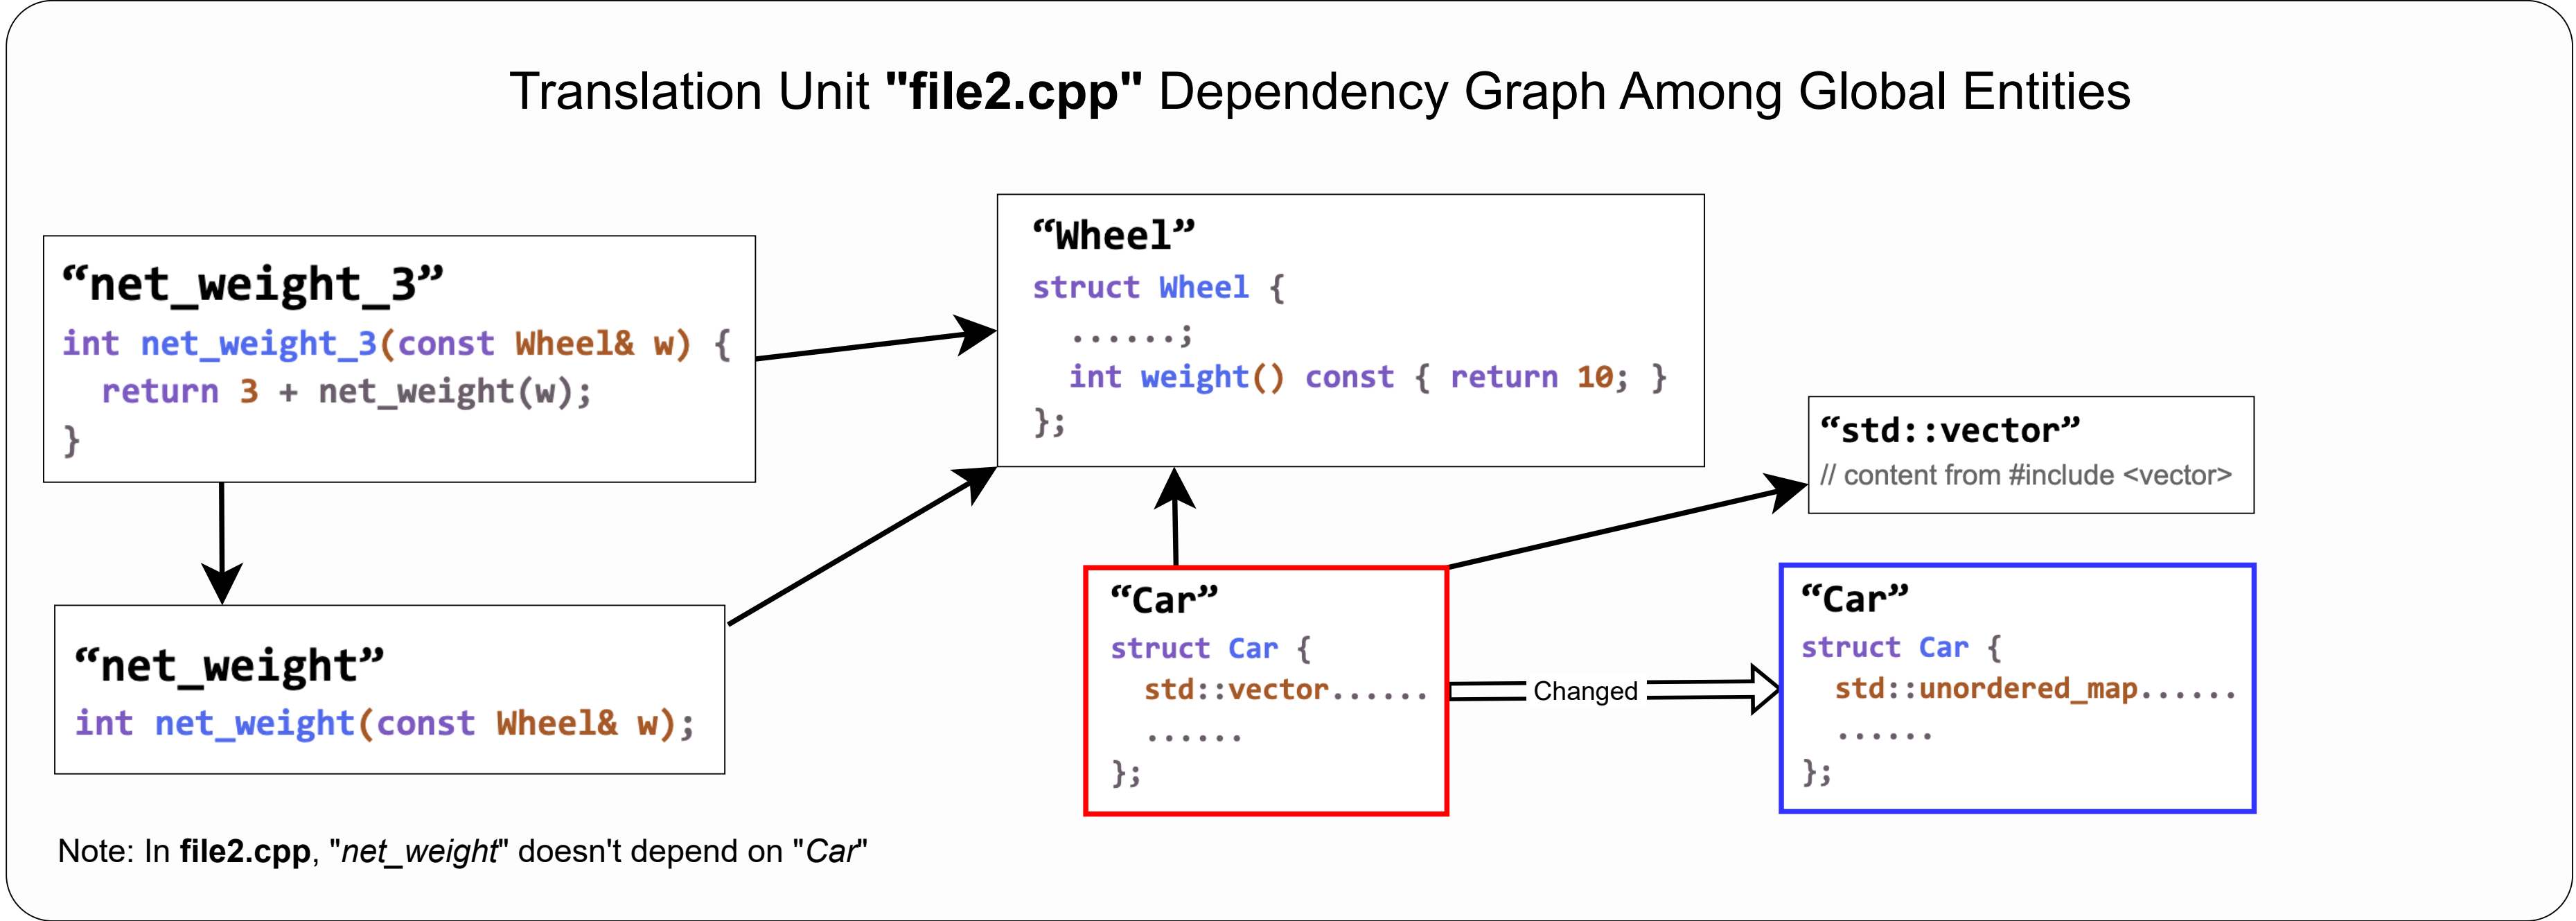 Translation Unit "file2.cpp" Dependency Graph Among Global Entities
“net_weight_3”
int net_weight_3(const Wheel& w) {
return 3 + net_weight(w);
}
“Wheel”
struct Wheel {
......;
int weight() const { return 10; }
};
“std::vector”
// content from #include <vector>
“net_weight”
int net_weight(const Wheel& w);
“Car”
struct Car {
std::vector......
......
};
Changed
“Car”
struct Car {
std::unordered_map......
......
};
Note: In file2.cpp, "net_weight" doesn't depend on "Car"